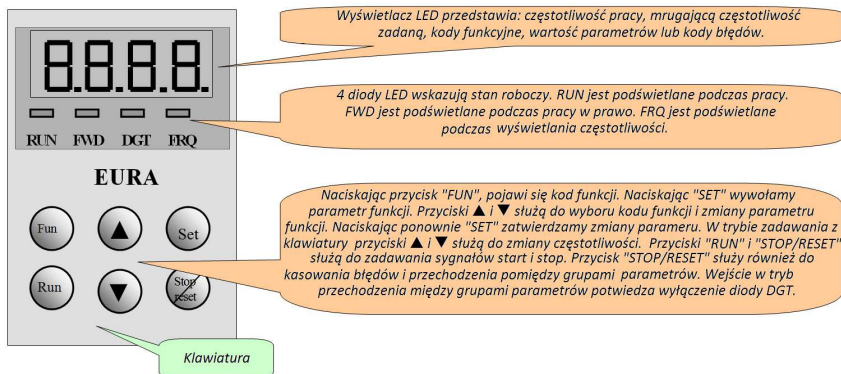 Wyświetlacz LED przedstawia: częstotliwość pracy, mrugającą częstotliwość
zadaną, kody funkcyjne, wartość parametrów lub kody błędów.
8.8.8.8.
4 diody LED wskazują stan roboczy. RUN jest podświetlane podczas pracy.
FWD jest podświetlane podczas pracy w prawo. FRQ jest podświetlane
podczas wyświetlania częstotliwości.
RUN FWD DGT FRQ
EURA
Naciskając przycisk "FUN", pojawi się kod funkcji. Naciskając "SET" wywołamy
parametr funkcji. Przyciski ▲ i ▼ służą do wyboru kodu funkcji i zmiany parametru
funkcji. Naciskając ponownie "SET" zatwierdzamy zmiany parameru. W trybie zadawania z
klawiatury przyciski ▲ i ▼ służą do zmiany częstotliwości. Przyciski "RUN" i "STOP/RESET"
służą do zadawania sygnałów start i stop. Przycisk "STOP/RESET" służy również do
kasowania błędów i przechodzenia pomiędzy grupami parametrów. Wejście w tryb
przechodzenia między grupami parametrów potwiedza wyłączenie diody DGT.
Fun ▲ Set
Run ▼ Stop
reset
Klawiatura